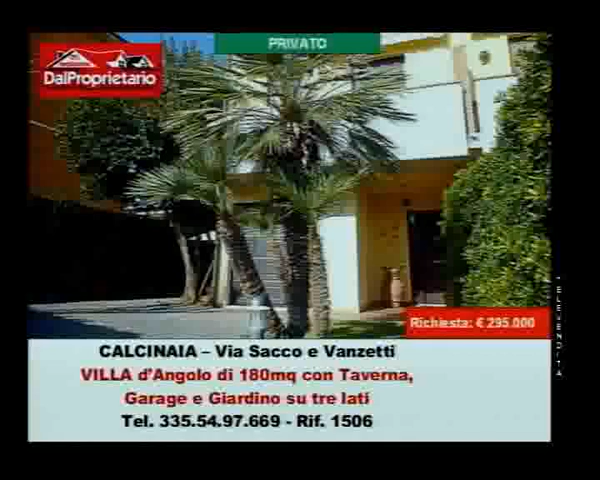 PRIVATO
DalProprietario
Richiesta: € 295.000
CALCINAIA – Via Sacco e Vanzetti
VILLA d'Angolo di 180mq con Taverna,
Garage e Giardino su tre lati
Tel. 335.54.97.669 - Rif. 1506